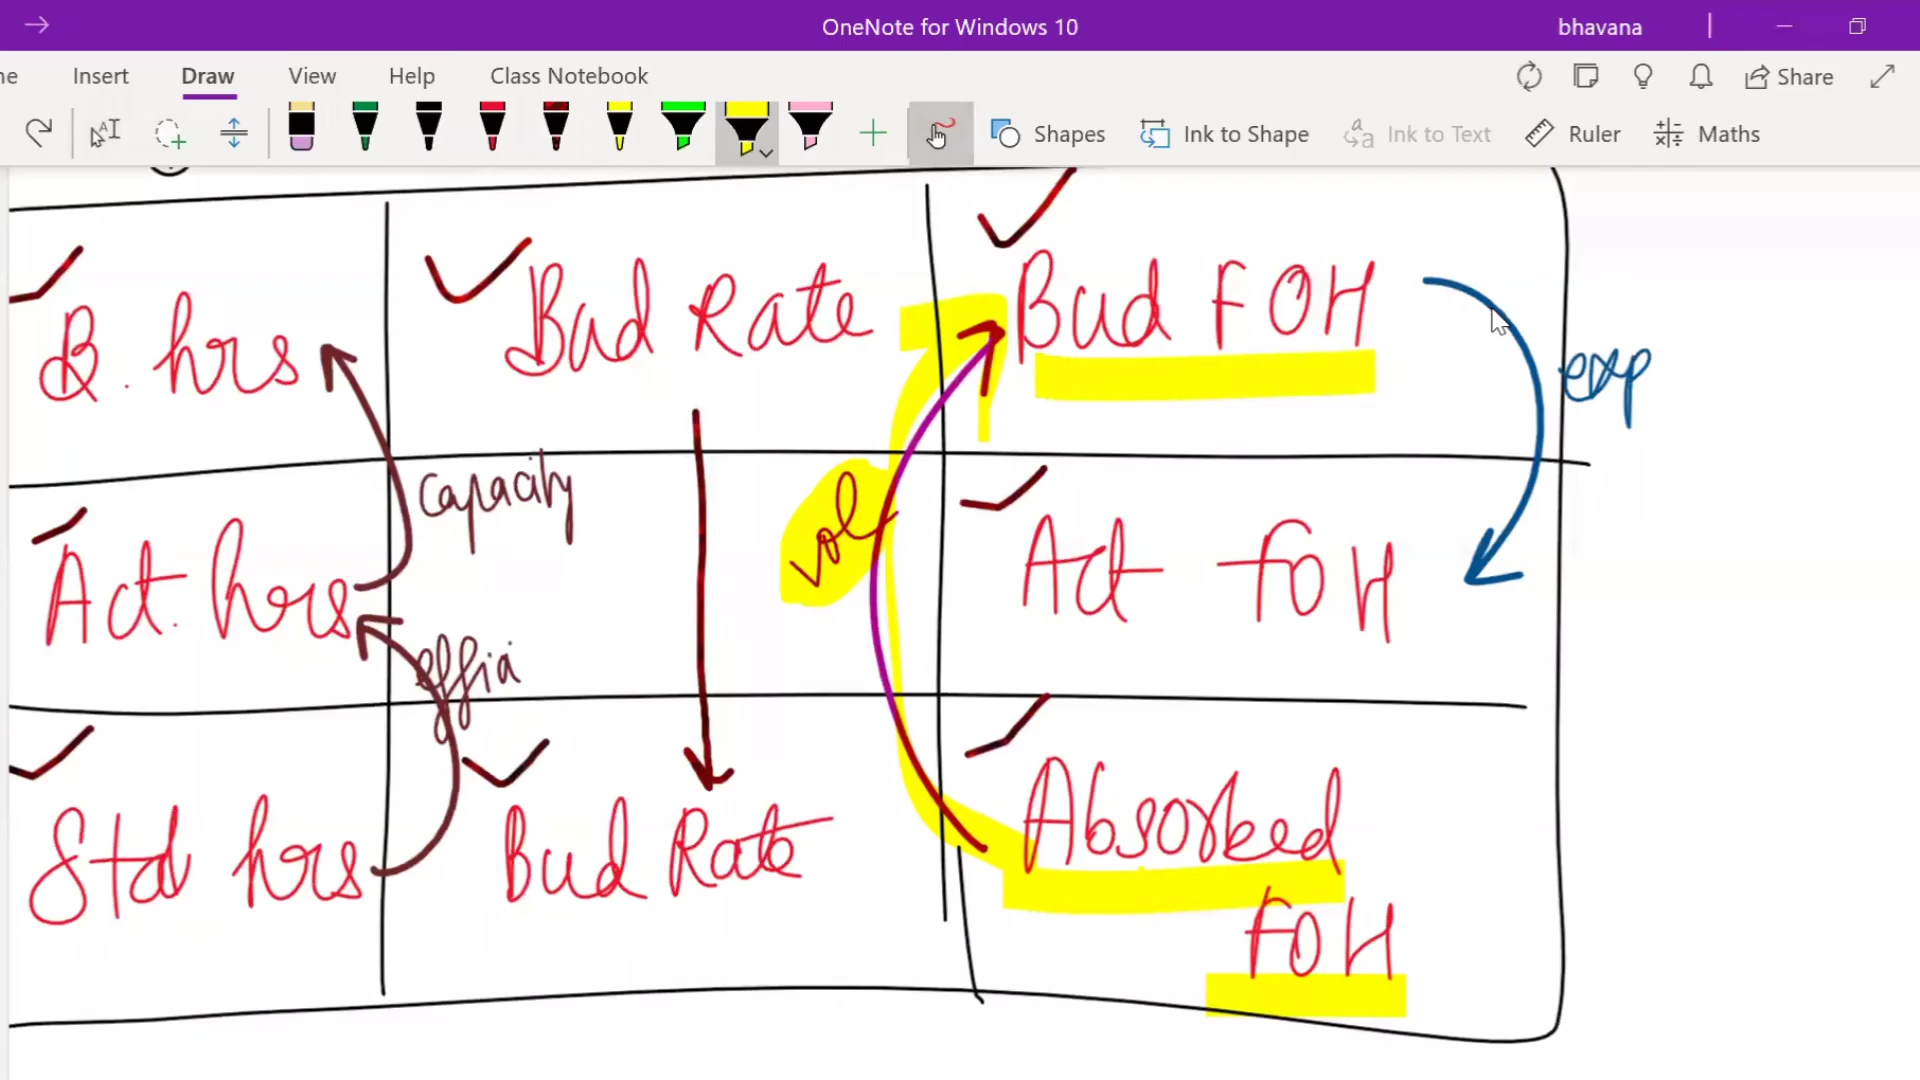 OneNote for Windows 10
bhavana
ne Insert Draw View Help Class Notebook Share
Shapes Ink to Shape Ink to Text Ruler Maths
B. hrs Bud Rate Bud FOH
exp
capacity
vol
Act. hrs Act FOH
effia
Std hrs Bud Rate Absorbed
FOH